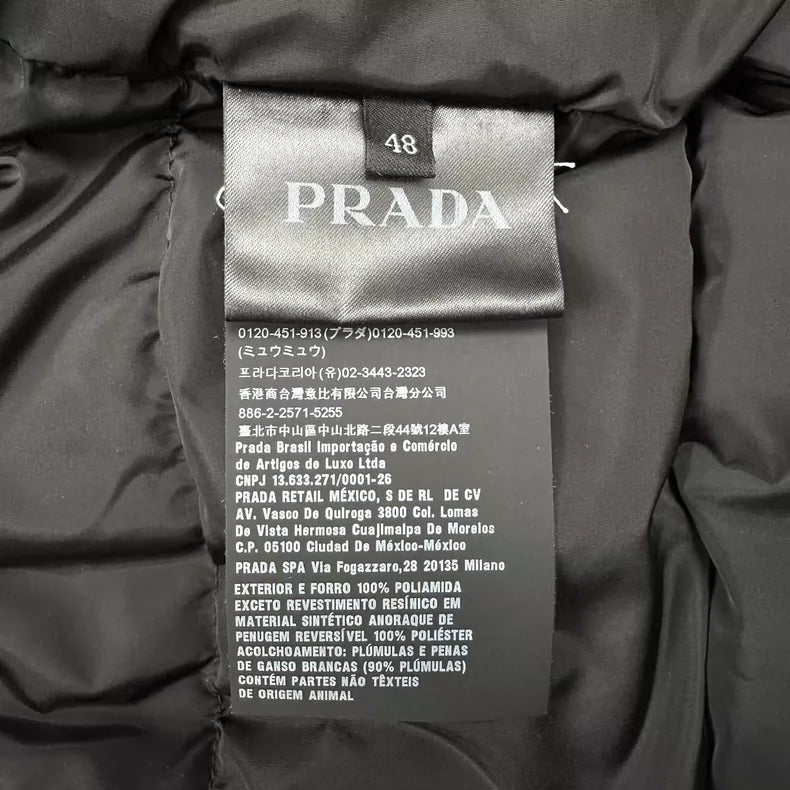 48
PRADA
0120-451-913(プラダ)0120-451-993
(ミュウミュウ)
프라다코리아(유)02-3443-2323
香港商台灣意比有限公司台灣分公司
886-2-2571-5255
臺北市中山區中山北路二段44號12樓A室
Prada Brasil Importação e Comércio
de Artigos de Luxo Ltda
CNPJ 13.633.271/0001-26
PRADA RETAIL MÉXICO, S DE RL DE CV
AV. Vasco De Quiroga 3800 Col. Lomas
De Vista Hermosa Cuajimalpa De Morelos
C.P. 05100 Ciudad De México-México
PRADA SPA Via Fogazzaro,28 20135 Milano
EXTERIOR E FORRO 100% POLIAMIDA
EXCETO REVESTIMENTO RESÍNICO EM
MATERIAL SINTÉTICO ANORAQUE DE
PENUGEM REVERSÍVEL 100% POLIÉSTER
ACOLCHOAMENTO: PLÚMULAS E PENAS
DE GANSO BRANCAS (90% PLÚMULAS)
CONTÉM PARTES NÃO TÊXTEIS
DE ORIGEM ANIMAL